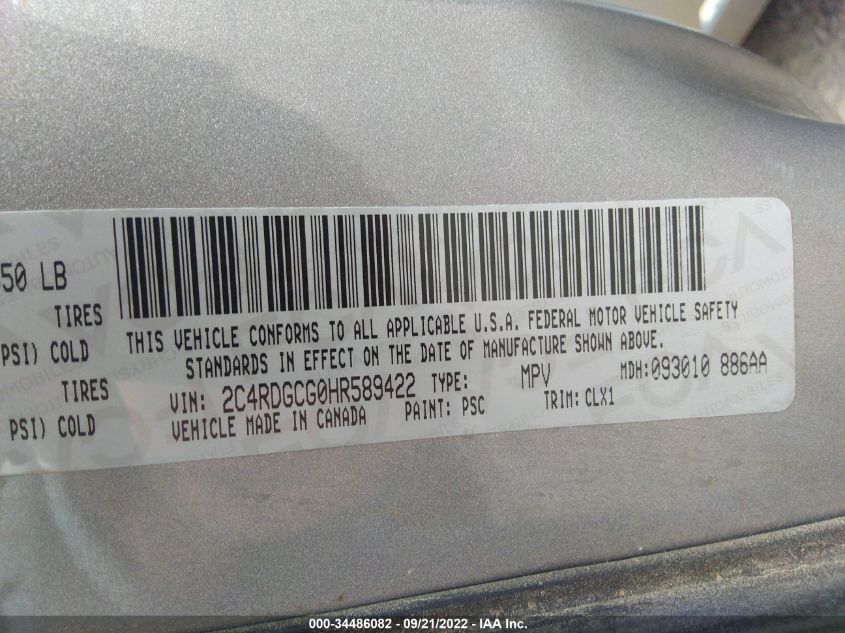 50 LB
TIRES
PSI) COLD
TIRES
PSI) COLD
THIS VEHICLE CONFORMS TO ALL APPLICABLE U.S.A. FEDERAL MOTOR VEHICLE SAFETY
STANDARDS IN EFFECT ON THE DATE OF MANUFACTURE SHOWN ABOVE.
VIN: 2C4RDGCG0HR589422 TYPE: MPV MDH:093010 886AA
VEHICLE MADE IN CANADA PAINT: PSC TRIM: CLX1
000-34486082 - 09/21/2022 - IAA Inc.